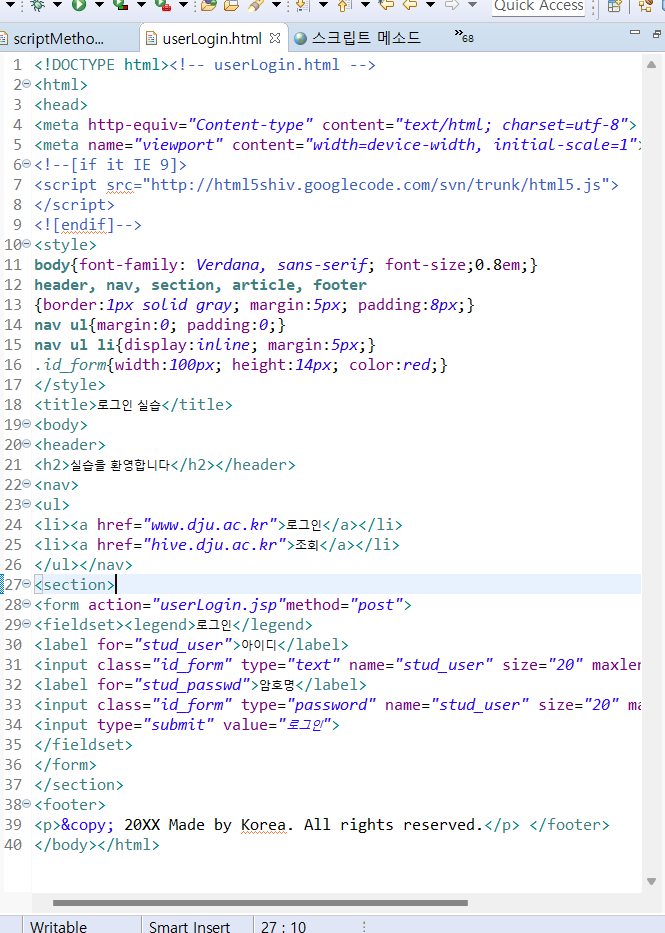 Quick Access
scriptMetho...
userLogin.html
스크립트 메소드
68
1 <!DOCTYPE html><!-- userLogin.html -->
2 <html>
3 <head>
4 <meta http-equiv="Content-type" content="text/html; charset=utf-8">
5 <meta name="viewport" content="width=device-width, initial-scale=1">
6 <!--[if it IE 9]>
7 <script src="http://html5shiv.googlecode.com/svn/trunk/html5.js">
8 </script>
9 <![endif]-->
10 <style>
11 body{font-family: Verdana, sans-serif; font-size;0.8em;}
12 header, nav, section, article, footer
13 {border:1px solid gray; margin:5px; padding:8px;}
14 nav ul{margin:0; padding:0;}
15 nav ul li{display:inline; margin:5px;}
16 .id_form{width:100px; height:14px; color:red;}
17 </style>
18 <title>로그인 실습</title>
19 <body>
20 <header>
21 <h2>실습을 환영합니다</h2></header>
22 <nav>
23 <ul>
24 <li><a href="www.dju.ac.kr">로그인</a></li>
25 <li><a href="hive.dju.ac.kr">조회</a></li>
26 </ul></nav>
27 <section>
28 <form action="userLogin.jsp"method="post">
29 <fieldset><legend>로그인</legend>
30 <label for="stud_user">아이디</label>
31 <input class="id_form" type="text" name="stud_user" size="20" maxlen
32 <label for="stud_passwd">암호명</label>
33 <input class="id_form" type="password" name="stud_user" size="20" ma
34 <input type="submit" value="로그인">
35 </fieldset>
36 </form>
37 </section>
38 <footer>
39 <p>&copy; 20XX Made by Korea. All rights reserved.</p> </footer>
40 </body></html>
Writable
Smart Insert
27 : 10